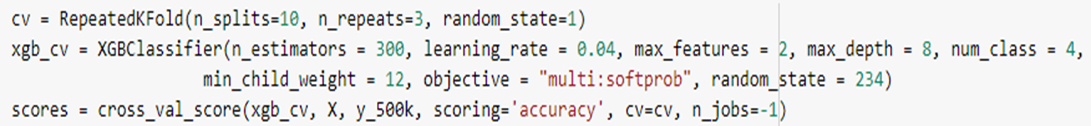 cv = RepeatedKFold(n_splits=10, n_repeats=3, random_state=1)
xgb_cv = XGBClassifier(n_estimators = 300, learning_rate = 0.04, max_features = 2, max_depth = 8, num_class = 4,
min_child_weight = 12, objective = "multi:softprob", random_state = 234)
scores = cross_val_score(xgb_cv, X, y_500k, scoring='accuracy', cv=cv, n_jobs=-1)